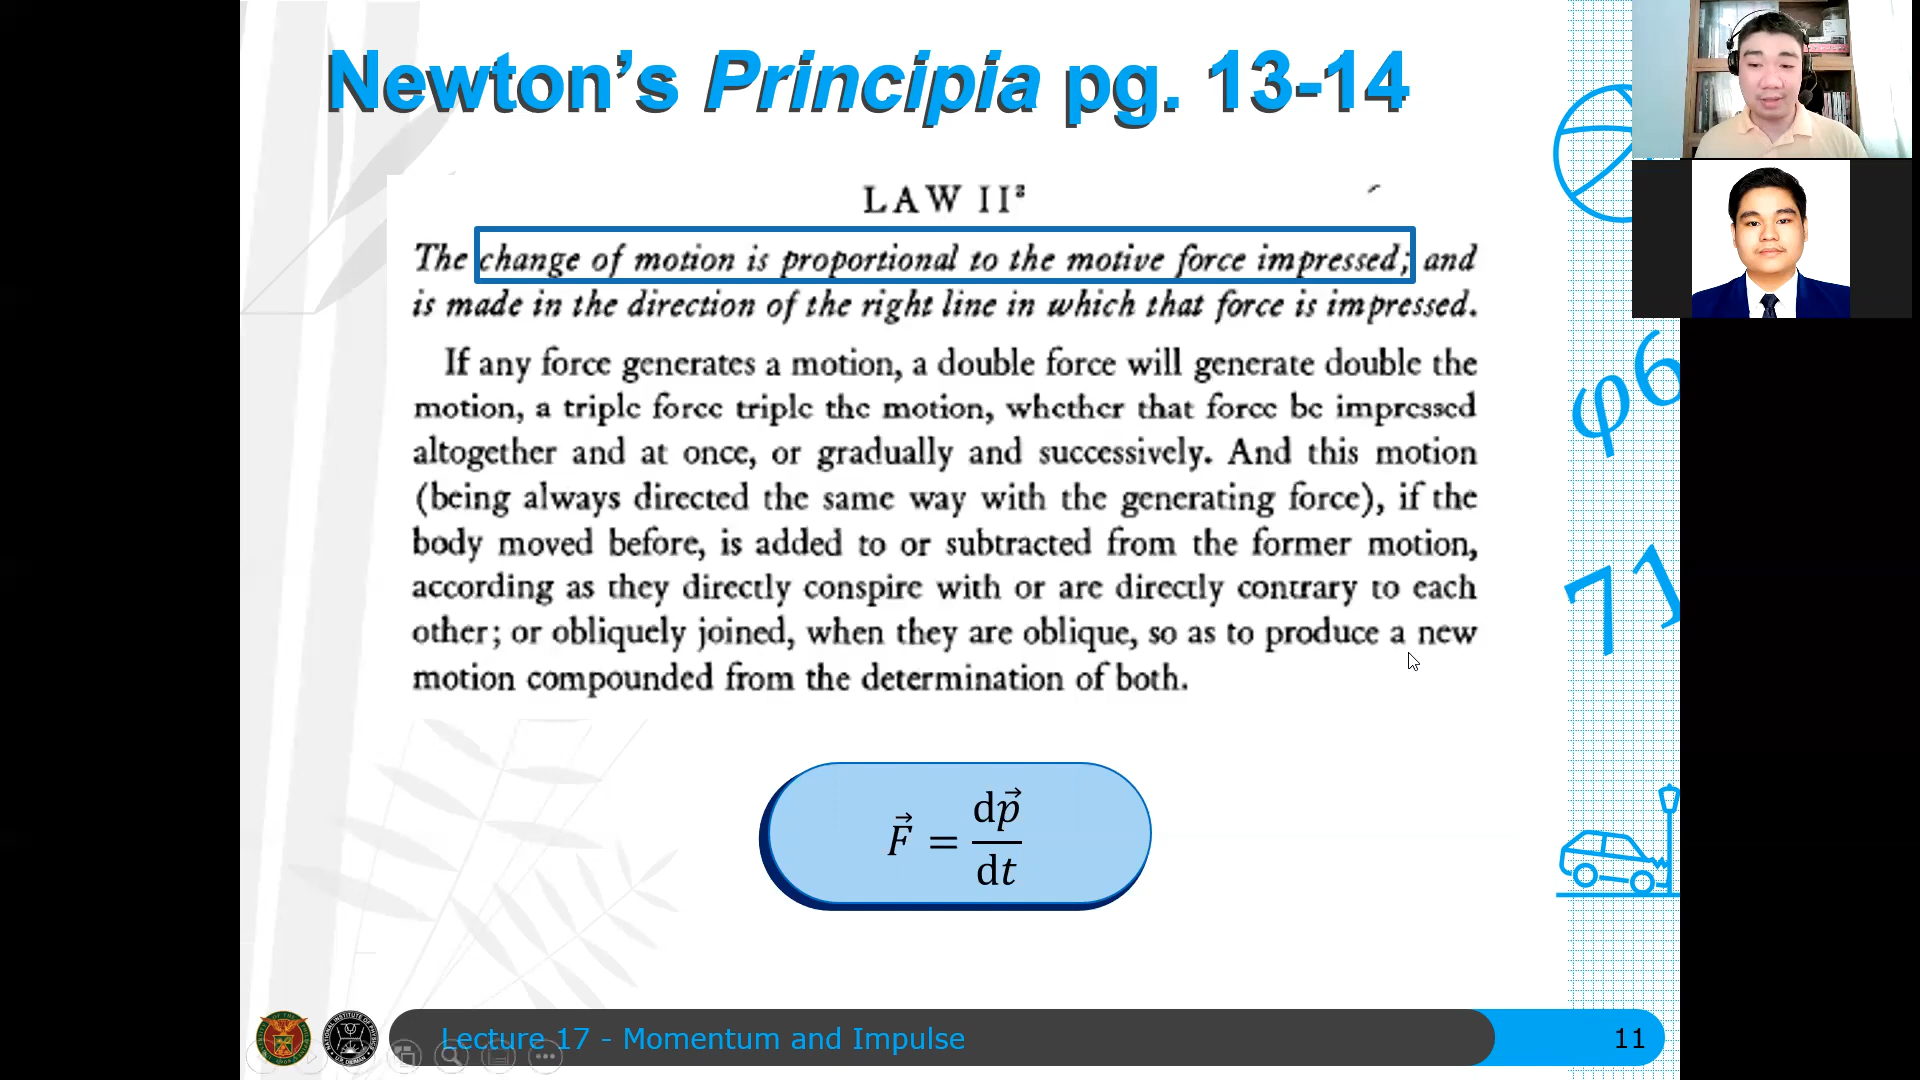 Newton's Principia pg. 13-14
LAW II²
The change of motion is proportional to the motive force impressed; and
is made in the direction of the right line in which that force is impressed.
If any force generates a motion, a double force will generate double the
motion, a triple force triple the motion, whether that force be impressed
altogether and at once, or gradually and successively. And this motion
(being always directed the same way with the generating force), if the
body moved before, is added to or subtracted from the former motion,
according as they directly conspire with or are directly contrary to each
other; or obliquely joined, when they are oblique, so as to produce a new
motion compounded from the determination of both.
F⃗ = dp⃗/dt
φ6
71
Lecture 17 - Momentum and Impulse
11